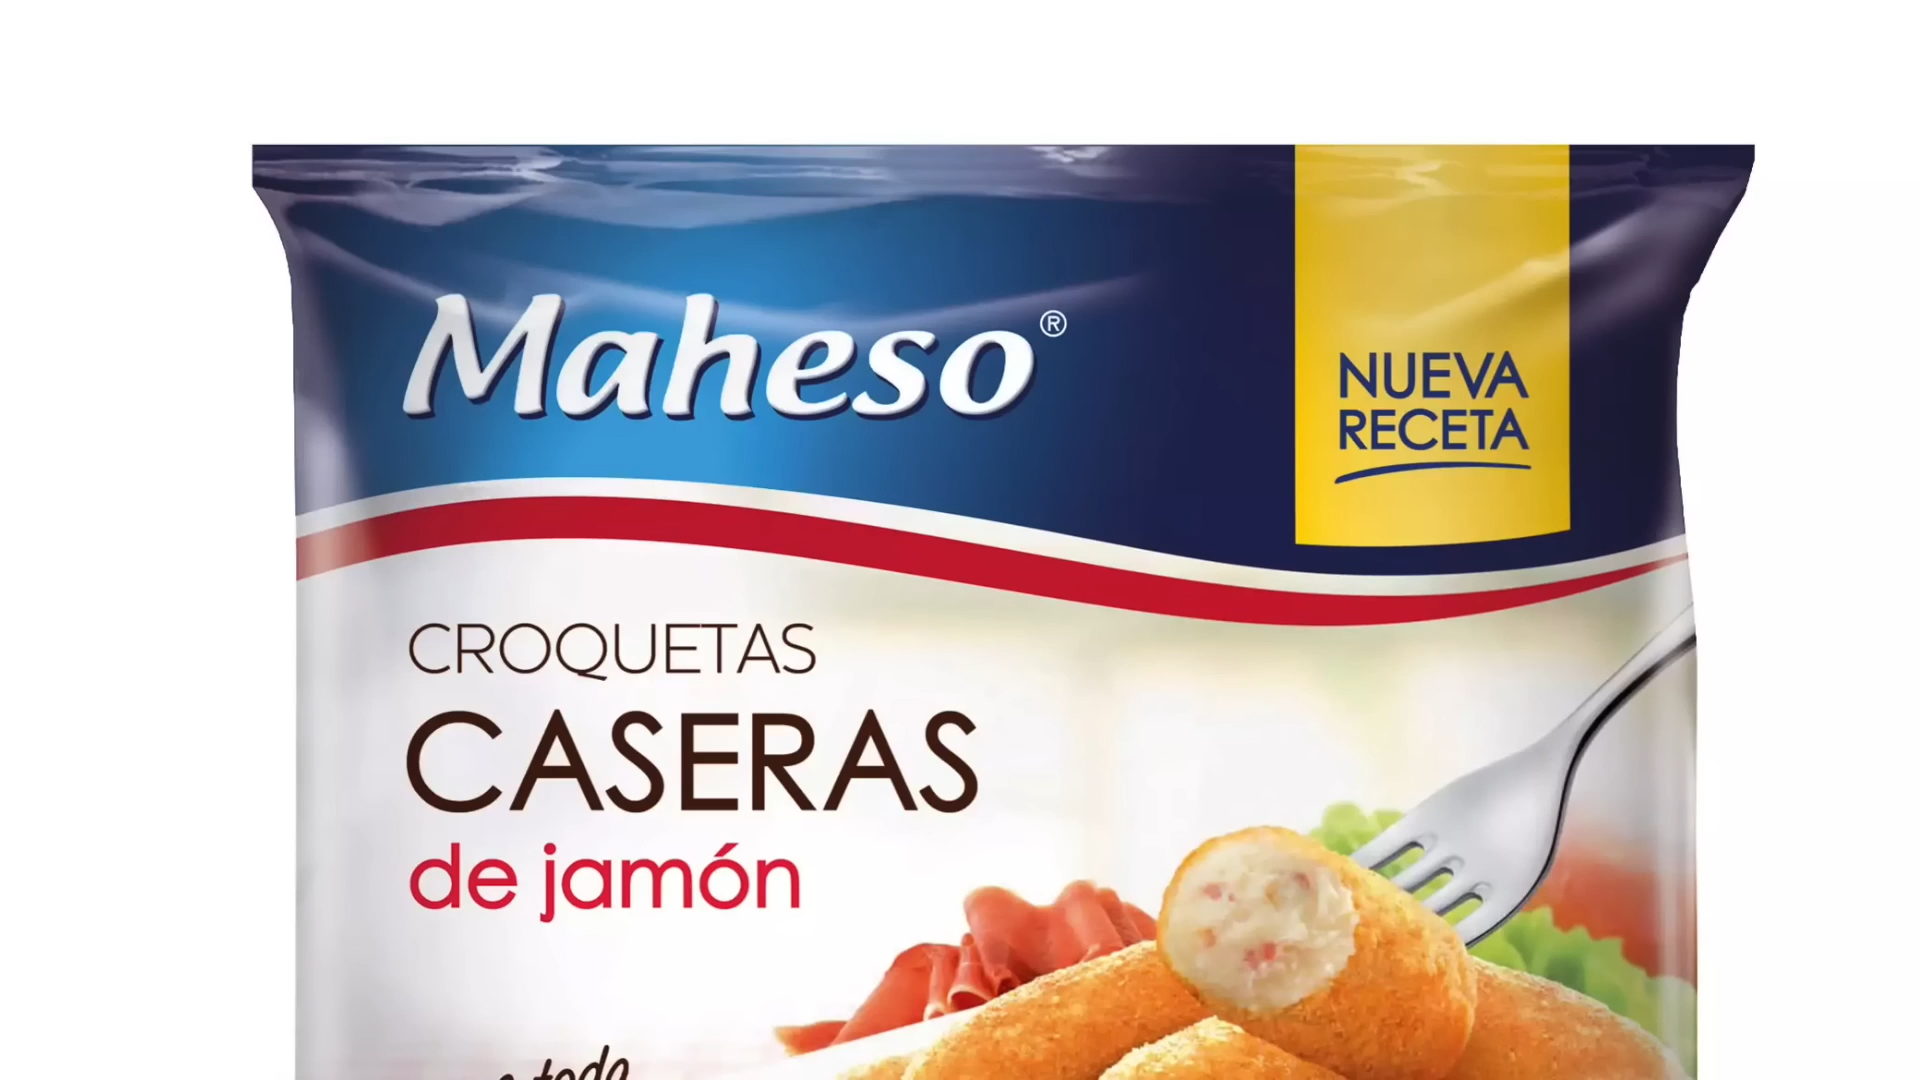 Maheso®
NUEVA
RECETA
CROQUETAS
CASERAS
de jamón